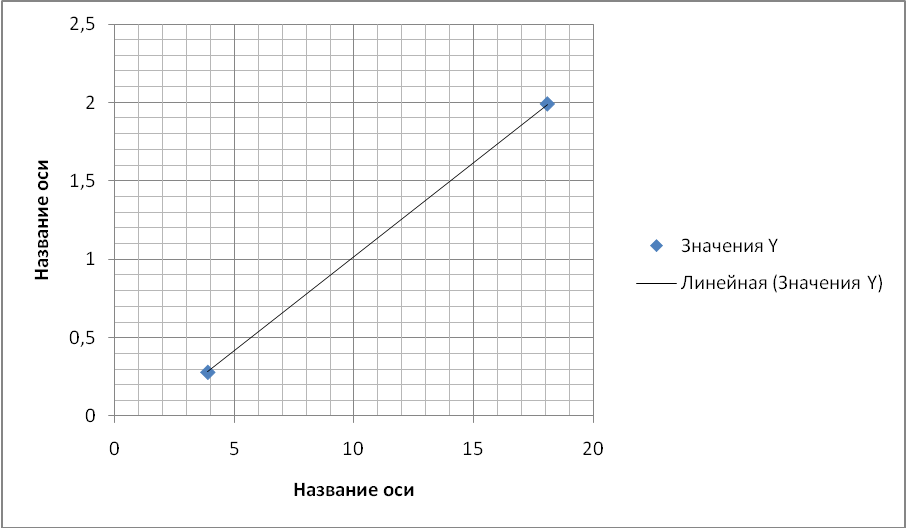 2,5
2
1,5
1
0,5
0
0 5 10 15 20
Название оси
Название оси
Значения Y
Линейная (Значения Y)